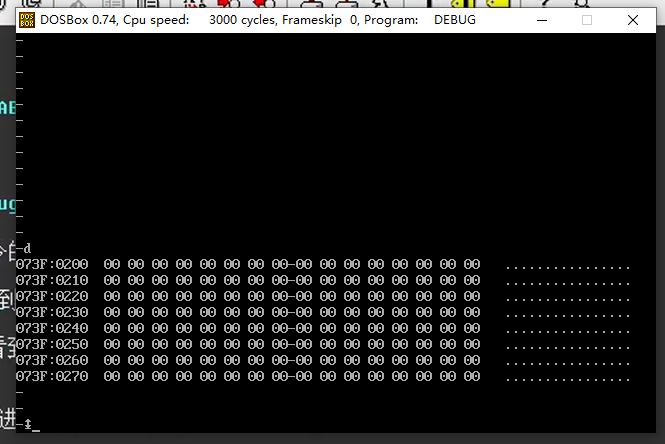 DOSBox 0.74, Cpu speed: 3000 cycles, Frameskip 0, Program: DEBUG
-
-
-
-
-
-
-
-
-
-
-
-
-
-d
073F:0200 00 00 00 00 00 00 00 00-00 00 00 00 00 00 00 00 ................
073F:0210 00 00 00 00 00 00 00 00-00 00 00 00 00 00 00 00 ................
073F:0220 00 00 00 00 00 00 00 00-00 00 00 00 00 00 00 00 ................
073F:0230 00 00 00 00 00 00 00 00-00 00 00 00 00 00 00 00 ................
073F:0240 00 00 00 00 00 00 00 00-00 00 00 00 00 00 00 00 ................
073F:0250 00 00 00 00 00 00 00 00-00 00 00 00 00 00 00 00 ................
073F:0260 00 00 00 00 00 00 00 00-00 00 00 00 00 00 00 00 ................
073F:0270 00 00 00 00 00 00 00 00-00 00 00 00 00 00 00 00 ................
-
-
-↨_